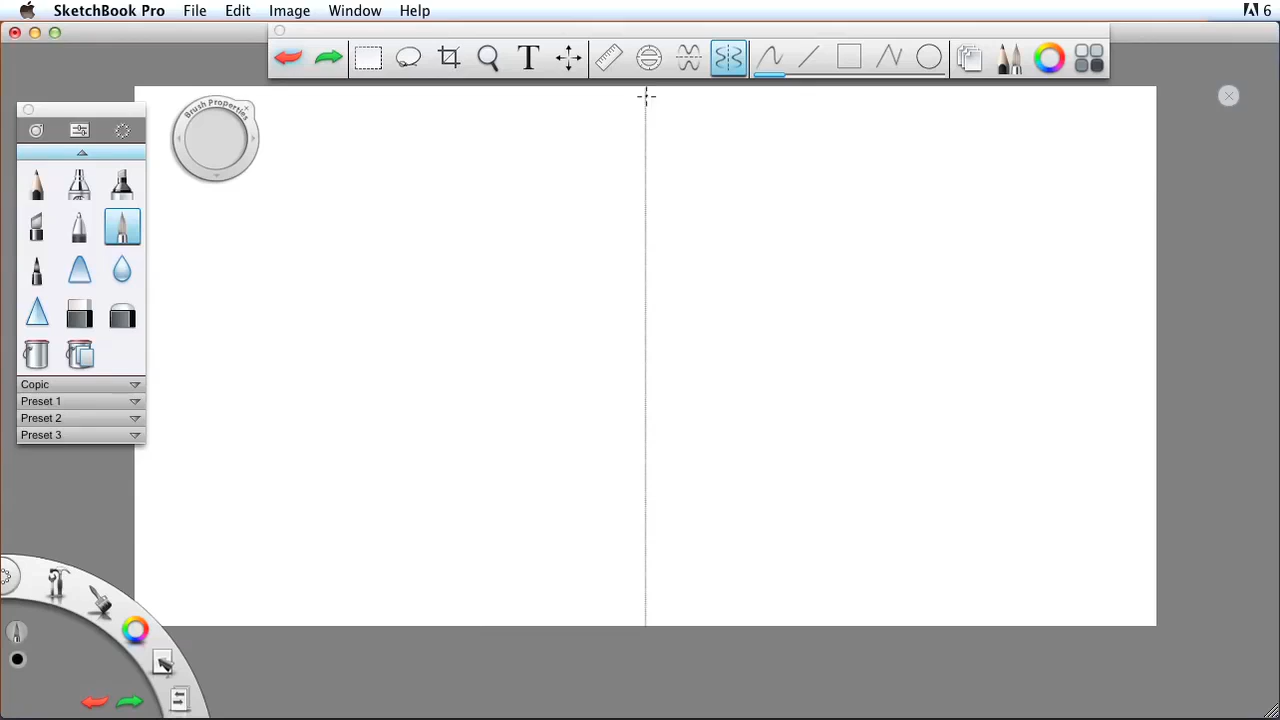 SketchBook Pro File Edit Image Window Help 6
T
Brush Properties
Copic
Preset 1
Preset 2
Preset 3